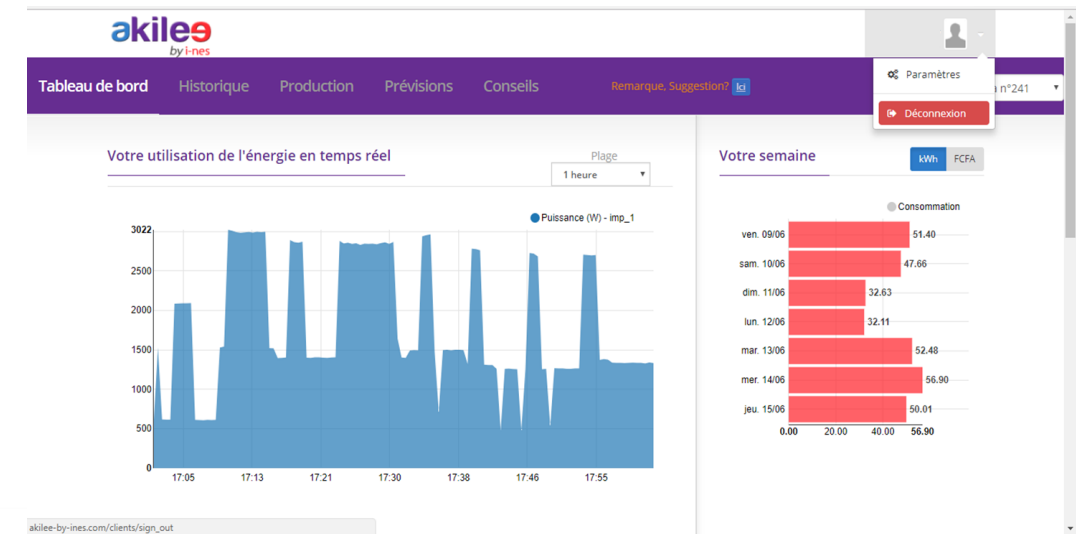 akilee
by i-nes
Paramètres
Déconnexion
n°241
Tableau de bord Historique Production Prévisions Conseils Remarque, Suggestion? Ici
Votre utilisation de l'énergie en temps réel
Plage
1 heure
Puissance (W) - imp_1
3022
2500
2000
1500
1000
500
0
17:05 17:13 17:21 17:30 17:38 17:46 17:55
Votre semaine
kWh FCFA
Consommation
ven. 09/06 51.40
sam. 10/06 47.66
dim. 11/06 32.63
lun. 12/06 32.11
mar. 13/06 52.48
mer. 14/06 56.90
jeu. 15/06 50.01
0.00 20.00 40.00 56.90
akilee-by-ines.com/clients/sign_out